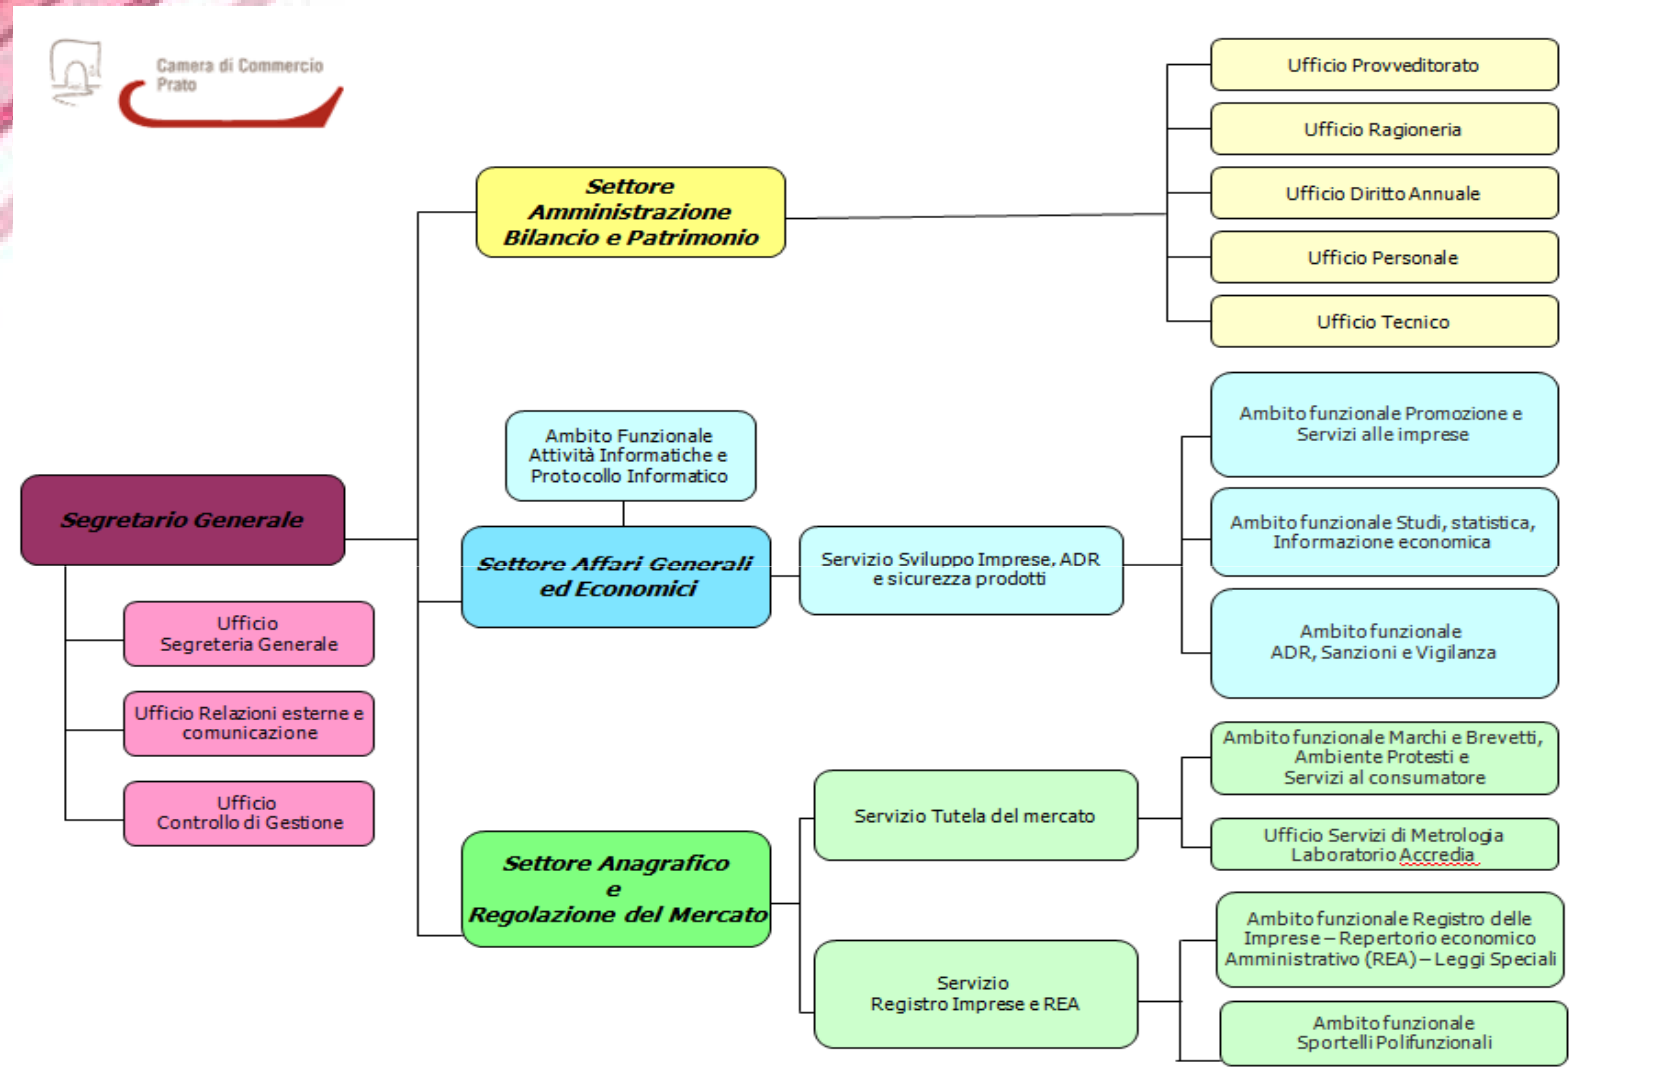 Camera di Commercio
Prato
Ufficio Provveditorato
Ufficio Ragioneria
Ufficio Diritto Annuale
Ufficio Personale
Ufficio Tecnico
Settore
Amministrazione
Bilancio e Patrimonio
Ambito Funzionale
Attività Informatiche e
Protocollo Informatico
Ambito funzionale Promozione e
Servizi alle imprese
Segretario Generale
Settore Affari Generali
ed Economici
Servizio Sviluppo Imprese, ADR
e sicurezza prodotti
Ambito funzionale Studi, statistica,
Informazione economica
Ambito funzionale
ADR, Sanzioni e Vigilanza
Ufficio
Segreteria Generale
Ufficio Relazioni esterne e
comunicazione
Ufficio
Controllo di Gestione
Settore Anagrafico
e
Regolazione del Mercato
Servizio Tutela del mercato
Ambito funzionale Marchi e Brevetti,
Ambiente Protesti e
Servizi al consumatore
Ufficio Servizi di Metrologia
Laboratorio Accredia
Servizio
Registro Imprese e REA
Ambito funzionale Registro delle
Imprese – Repertorio economico
Amministrativo (REA) – Leggi Speciali
Ambito funzionale
Sportelli Polifunzionali